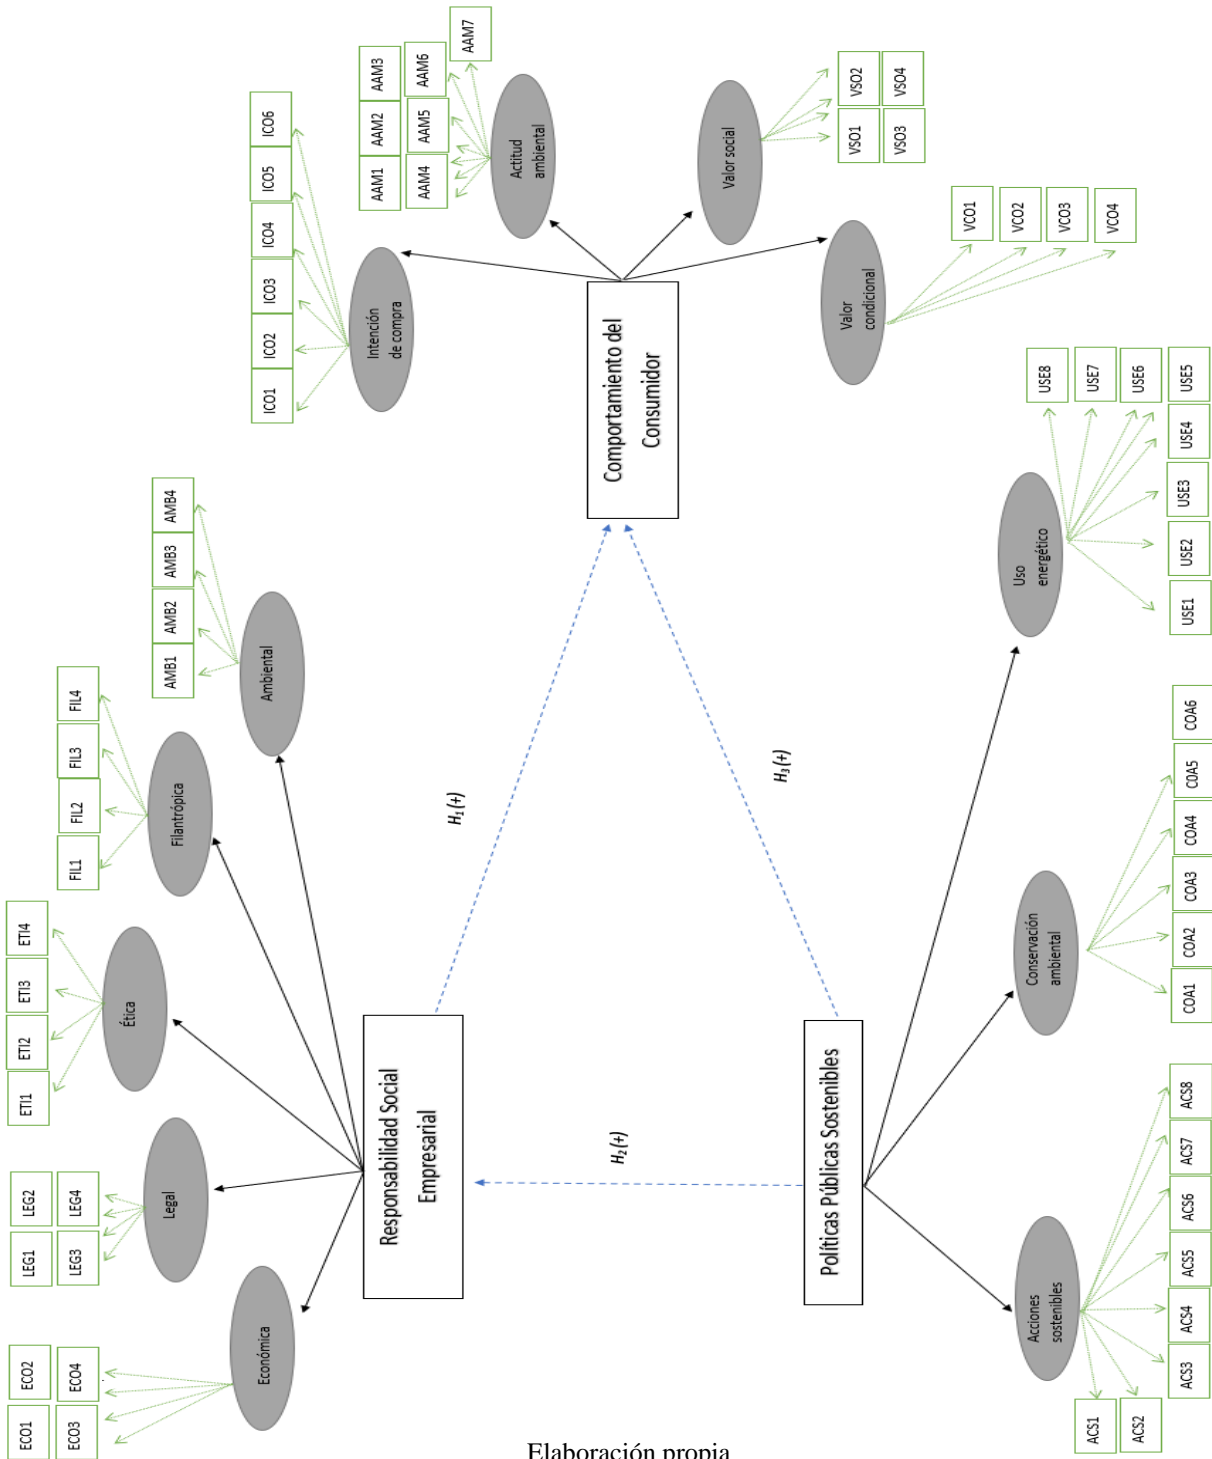 ECO1
ECO2
ECO3
ECO4
Económica
LEG1
LEG2
LEG3
LEG4
Legal
ETI1
ETI2
ETI3
ETI4
Ética
FIL1
FIL2
FIL3
FIL4
Filantrópica
AMB1
AMB2
AMB3
AMB4
Ambiental
Responsabilidad Social
Empresarial
H₁(+)
H₂(+)
H₃(+)
ICO1
ICO2
ICO3
ICO4
ICO5
ICO6
Intención
de compra
AAM1
AAM2
AAM3
AAM4
AAM5
AAM6
AAM7
Actitud
ambiental
Comportamiento del
Consumidor
Valor social
VSO1
VSO2
VSO3
VSO4
Valor
condicional
VCO1
VCO2
VCO3
VCO4
Políticas Públicas Sostenibles
Acciones
sostenibles
ACS1
ACS2
ACS3
ACS4
ACS5
ACS6
ACS7
ACS8
Conservación
ambiental
COA1
COA2
COA3
COA4
C0A5
COA6
Uso
energético
USE1
USE2
USE3
USE4
USE5
USE6
USE7
USE8
Elaboración propia